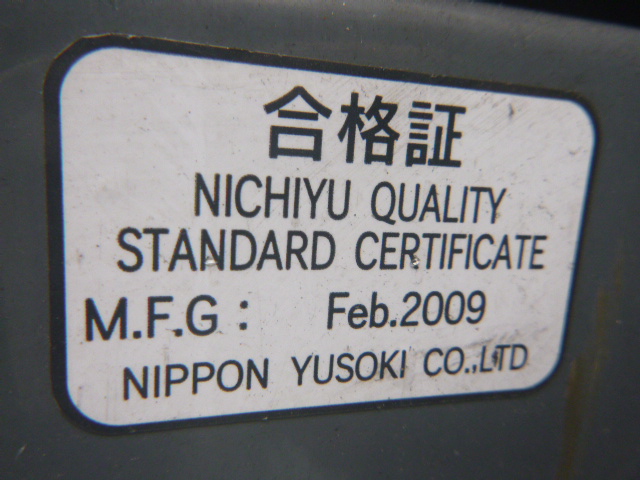 合格証
NICHIYU QUALITY
STANDARD CERTIFICATE
M.F.G : Feb.2009
NIPPON YUSOKI CO.,LTD